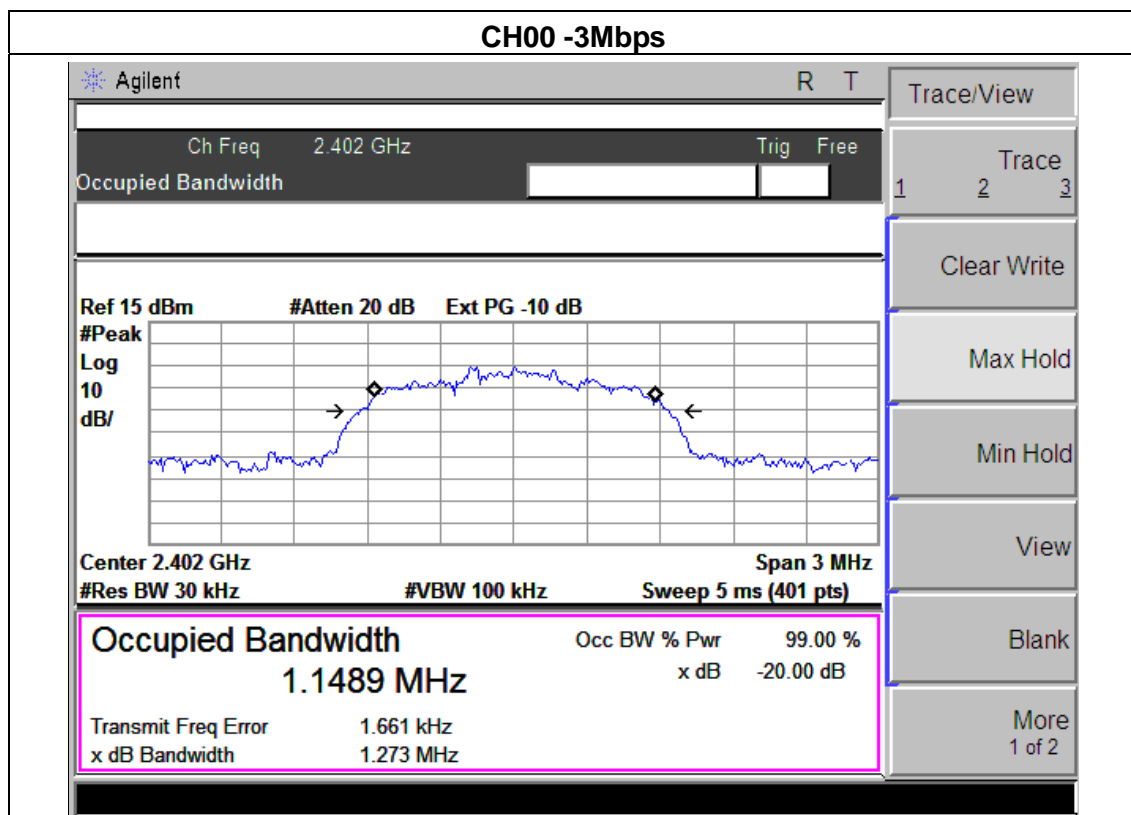 CH00 -3Mbps
Agilent R T
Ch Freq 2.402 GHz Trig Free
Occupied Bandwidth
Ref 15 dBm #Atten 20 dB Ext PG -10 dB
#Peak
Log
10
dB/
Center 2.402 GHz Span 3 MHz
#Res BW 30 kHz #VBW 100 kHz Sweep 5 ms (401 pts)
Occupied Bandwidth Occ BW % Pwr 99.00 %
1.1489 MHz x dB -20.00 dB
Transmit Freq Error 1.661 kHz
x dB Bandwidth 1.273 MHz
Trace/View
Trace
1 2 3
Clear Write
Max Hold
Min Hold
View
Blank
More
1 of 2